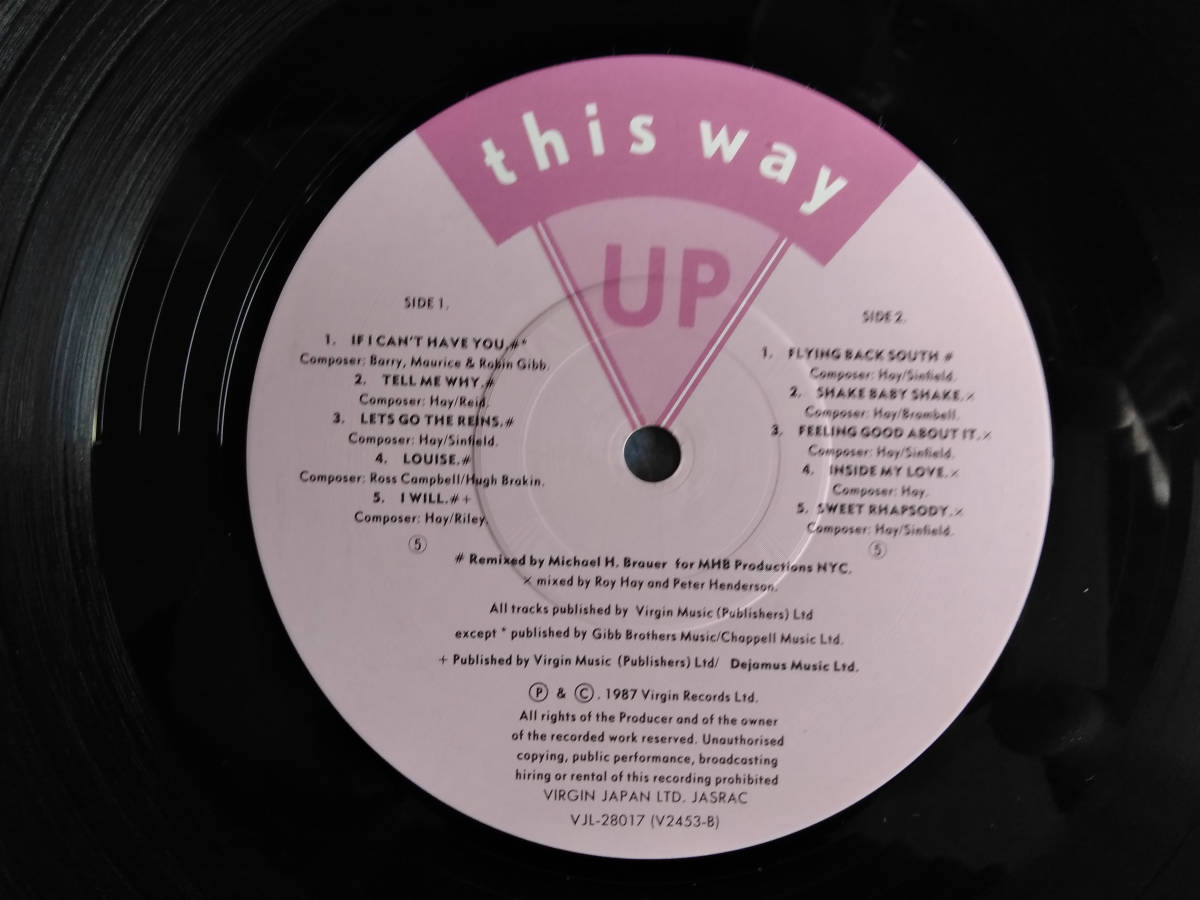 this way
UP
SIDE 1.
1. IF I CAN'T HAVE YOU.#*
Composer: Barry, Maurice & Robin Gibb.
2. TELL ME WHY.#
Composer: Hay/Reid.
3. LETS GO THE REINS.#
Composer: Hay/Sinfield.
4. LOUISE.#
Composer: Ross Campbell/Hugh Brakin.
5. I WILL.#+
Composer: Hay/Riley.
5
SIDE 2.
1. FLYING BACK SOUTH #
Composer: Hay/Sinfield.
2. SHAKE BABY SHAKE.×
Composer: Hay/Brambell.
3. FEELING GOOD ABOUT IT.×
Composer: Hay/Sinfield.
4. INSIDE MY LOVE.×
Composer: Hay.
5. SWEET RHAPSODY.×
Composer: Hay/Sinfield.
5
# Remixed by Michael H. Brauer for MHB Productions NYC.
× mixed by Roy Hay and Peter Henderson.
All tracks published by Virgin Music (Publishers) Ltd
except * published by Gibb Brothers Music/Chappell Music Ltd.
+ Published by Virgin Music (Publishers) Ltd/ Dejamus Music Ltd.
Ⓟ & Ⓒ. 1987 Virgin Records Ltd.
All rights of the Producer and of the owner
of the recorded work reserved. Unauthorised
copying, public performance, broadcasting
hiring or rental of this recording prohibited
VIRGIN JAPAN LTD. JASRAC
VJL-28017 (V2453-B)